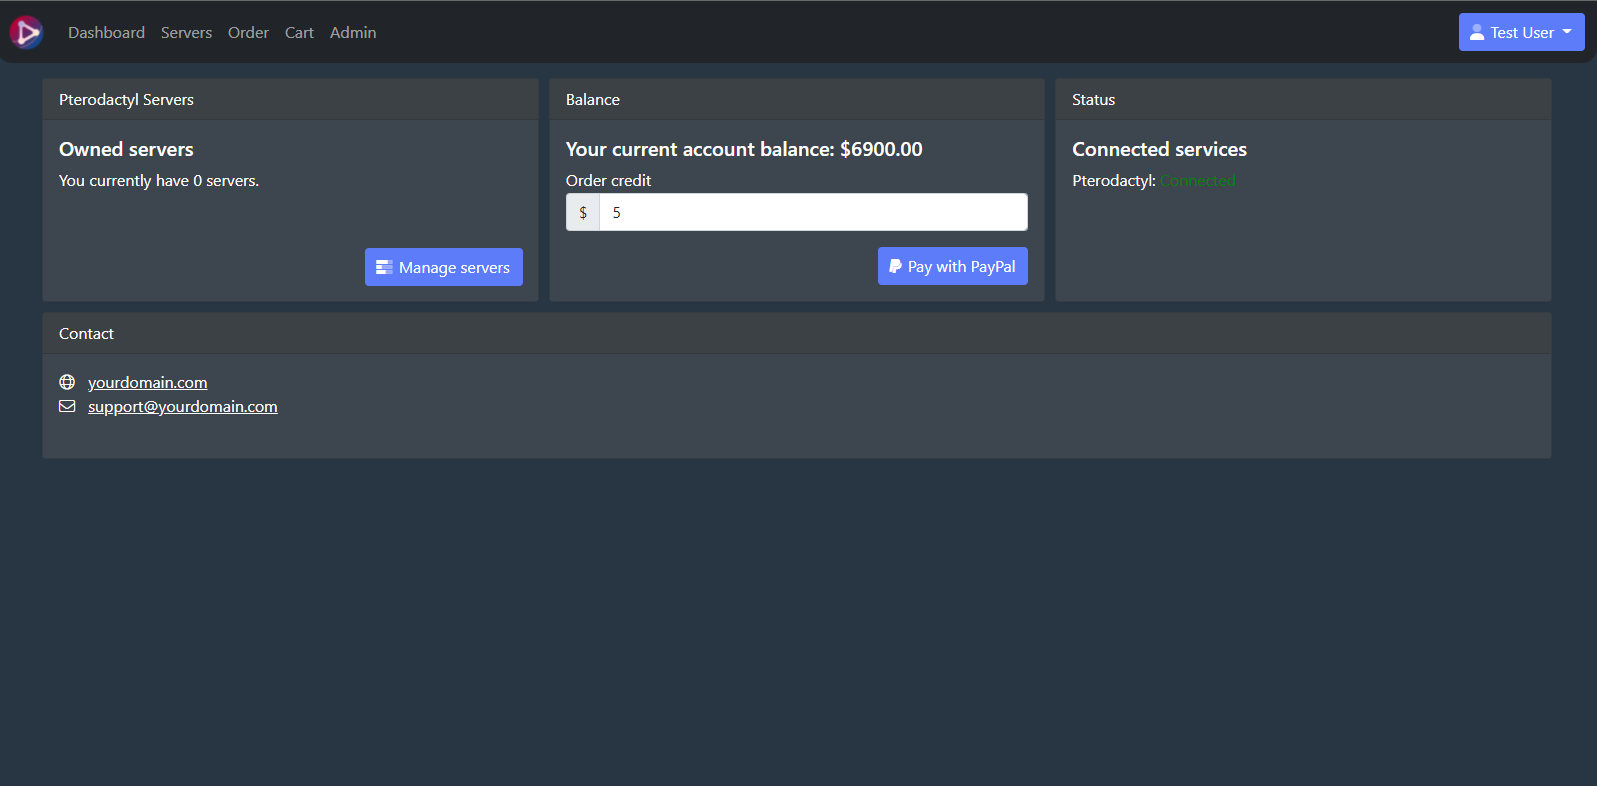 Dashboard Servers Order Cart Admin Test User
Pterodactyl Servers
Owned servers
You currently have 0 servers.
Manage servers
Balance
Your current account balance: $6900.00
Order credit
$ 5
Pay with PayPal
Status
Connected services
Pterodactyl: Connected
Contact
yourdomain.com
support@yourdomain.com